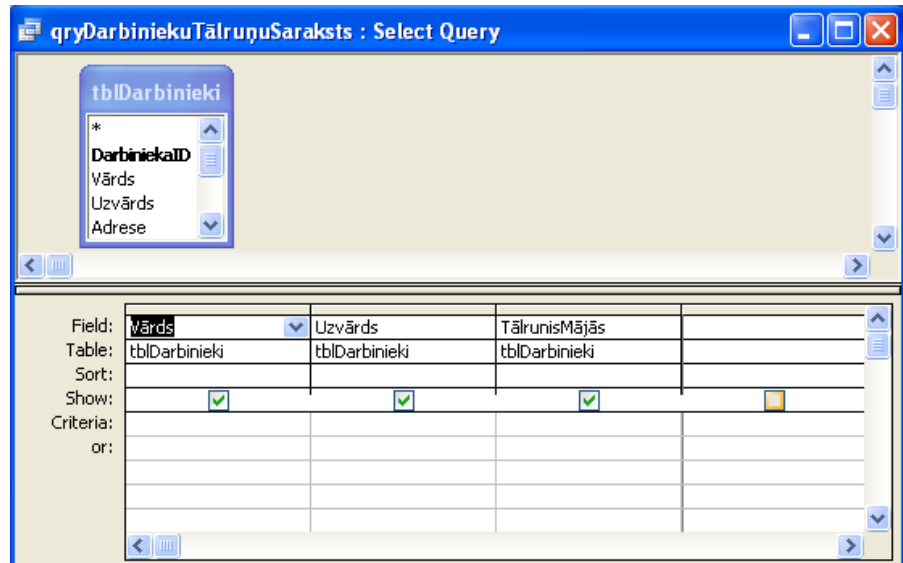 qryDarbiniekuTālruņuSaraksts : Select Query
tblDarbinieki
*
DarbiniekaID
Vārds
Uzvārds
Adrese
Field: Vārds Uzvārds TālrunisMājās
Table: tblDarbinieki tblDarbinieki tblDarbinieki
Sort:
Show:
Criteria:
or: